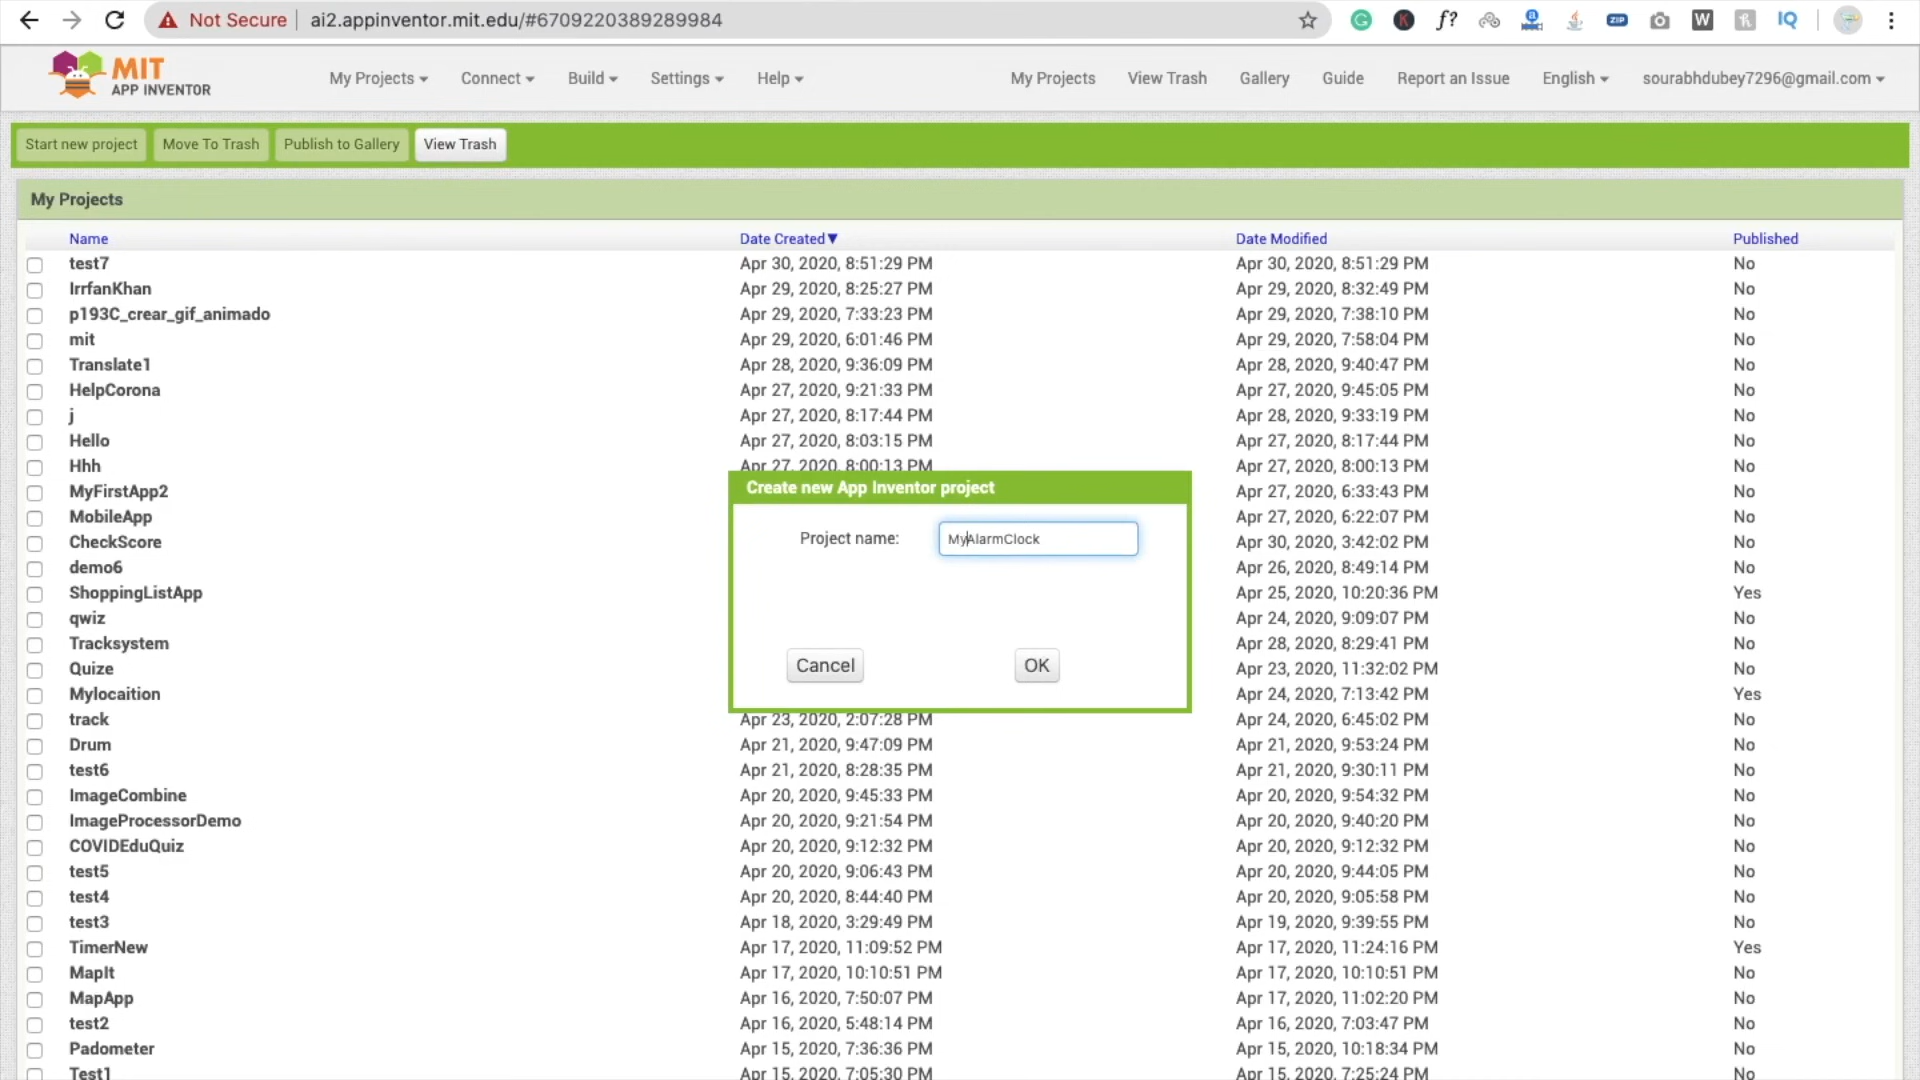 Not Secure ai2.appinventor.mit.edu/#6709220389289984
MIT APP INVENTOR My Projects Connect Build Settings Help My Projects View Trash Gallery Guide Report an Issue English sourabhdubey7296@gmail.com
Start new project Move To Trash Publish to Gallery View Trash
My Projects
Name Date Created▼ Date Modified Published
test7 Apr 30, 2020, 8:51:29 PM Apr 30, 2020, 8:51:29 PM No
IrrfanKhan Apr 29, 2020, 8:25:27 PM Apr 29, 2020, 8:32:49 PM No
p193C_crear_gif_animado Apr 29, 2020, 7:33:23 PM Apr 29, 2020, 7:38:10 PM No
mit Apr 29, 2020, 6:01:46 PM Apr 29, 2020, 7:58:04 PM No
Translate1 Apr 28, 2020, 9:36:09 PM Apr 28, 2020, 9:40:47 PM No
HelpCorona Apr 27, 2020, 9:21:33 PM Apr 27, 2020, 9:45:05 PM No
j Apr 27, 2020, 8:17:44 PM Apr 28, 2020, 9:33:19 PM No
Hello Apr 27, 2020, 8:03:15 PM Apr 27, 2020, 8:17:44 PM No
Hhh Apr 27, 2020, 8:00:13 PM Apr 27, 2020, 8:00:13 PM No
MyFirstApp2 Apr 27, 2020, 6:33:43 PM No
MobileApp Apr 27, 2020, 6:22:07 PM No
CheckScore Apr 30, 2020, 3:42:02 PM No
demo6 Apr 26, 2020, 8:49:14 PM No
ShoppingListApp Apr 25, 2020, 10:20:36 PM Yes
qwiz Apr 24, 2020, 9:09:07 PM No
Tracksystem Apr 28, 2020, 8:29:41 PM No
Quize Apr 23, 2020, 11:32:02 PM No
Mylocaition Apr 24, 2020, 7:13:42 PM Yes
Create new App Inventor project
Project name: MyAlarmClock
Cancel OK
track Apr 23, 2020, 2:07:28 PM Apr 24, 2020, 6:45:02 PM No
Drum Apr 21, 2020, 9:47:09 PM Apr 21, 2020, 9:53:24 PM No
test6 Apr 21, 2020, 8:28:35 PM Apr 21, 2020, 9:30:11 PM No
ImageCombine Apr 20, 2020, 9:45:33 PM Apr 20, 2020, 9:54:32 PM No
ImageProcessorDemo Apr 20, 2020, 9:21:54 PM Apr 20, 2020, 9:40:20 PM No
COVIDEduQuiz Apr 20, 2020, 9:12:32 PM Apr 20, 2020, 9:12:32 PM No
test5 Apr 20, 2020, 9:06:43 PM Apr 20, 2020, 9:44:05 PM No
test4 Apr 20, 2020, 8:44:40 PM Apr 20, 2020, 9:05:58 PM No
test3 Apr 18, 2020, 3:29:49 PM Apr 19, 2020, 9:39:55 PM No
TimerNew Apr 17, 2020, 11:09:52 PM Apr 17, 2020, 11:24:16 PM Yes
MapIt Apr 17, 2020, 10:10:51 PM Apr 17, 2020, 10:10:51 PM No
MapApp Apr 16, 2020, 7:50:07 PM Apr 17, 2020, 11:02:20 PM No
test2 Apr 16, 2020, 5:48:14 PM Apr 16, 2020, 7:03:47 PM No
Padometer Apr 15, 2020, 7:36:36 PM Apr 15, 2020, 10:18:34 PM No
Test1 Apr 15, 2020, 7:05:30 PM Apr 15, 2020, 7:25:24 PM No